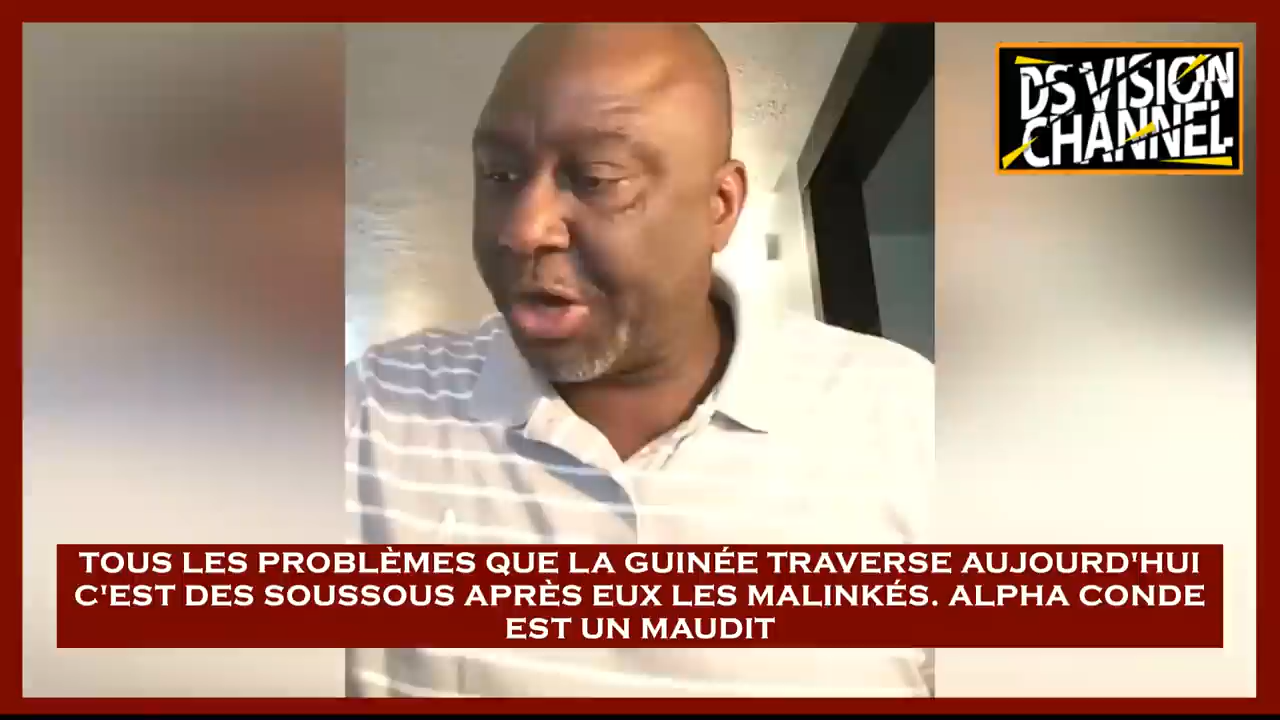 DS VISION
CHANNEL
TOUS LES PROBLÈMES QUE LA GUINÉE TRAVERSE AUJOURD'HUI
C'EST DES SOUSSOUS APRÈS EUX LES MALINKÉS. ALPHA CONDE
EST UN MAUDIT